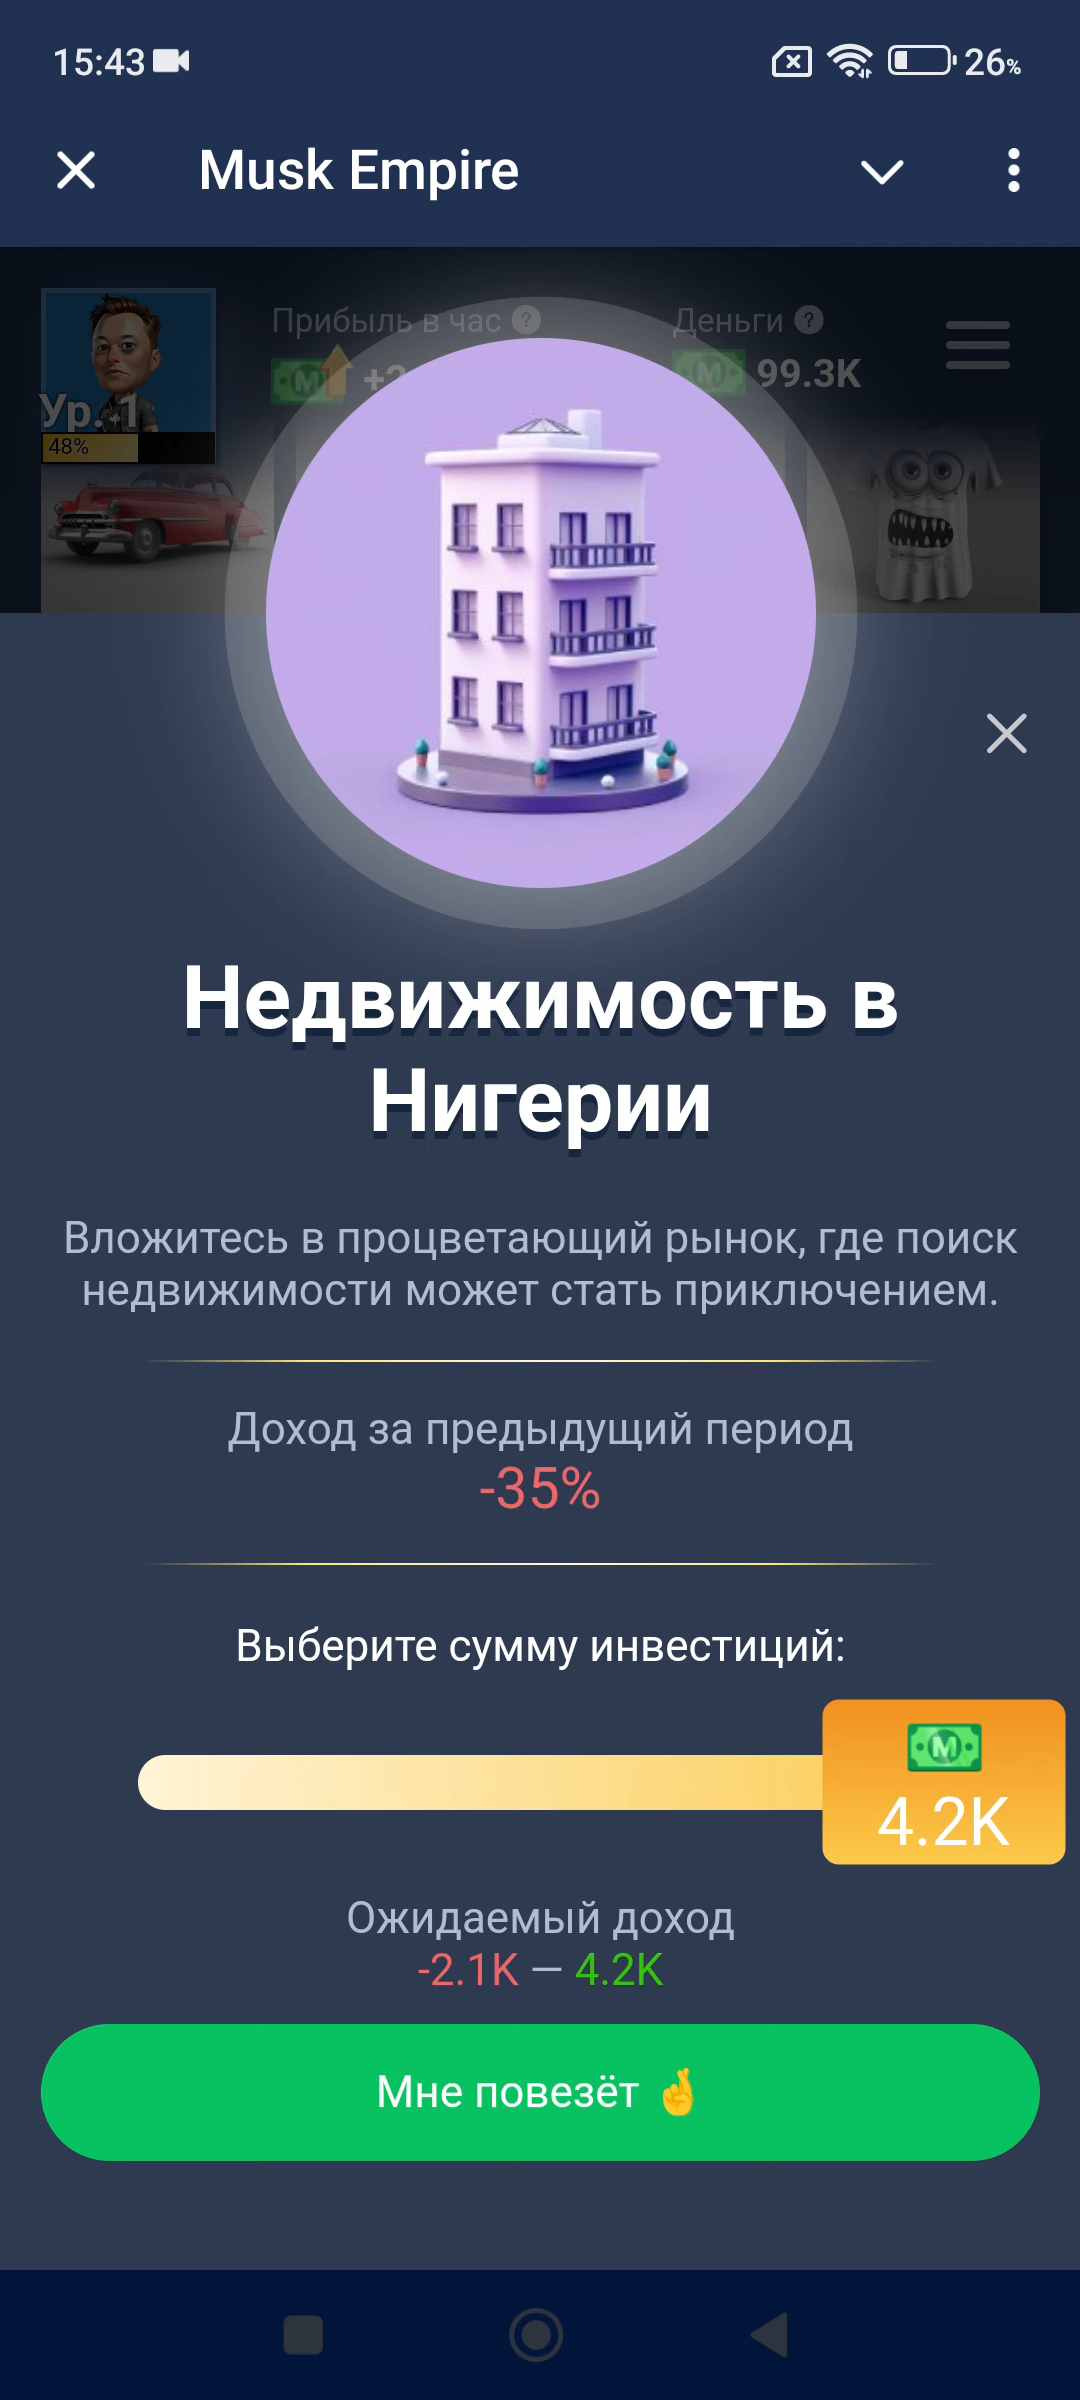 15:43
26%
Musk Empire
Прибыль в час ?
Деньги ?
M
M 99.3K
Ур. 1
48%
Недвижимость в
Нигерии
Вложитесь в процветающий рынок, где поиск
недвижимости может стать приключением.
Доход за предыдущий период
-35%
Выберите сумму инвестиций:
M
4.2K
Ожидаемый доход
-2.1K — 4.2K
Мне повезёт 🤞